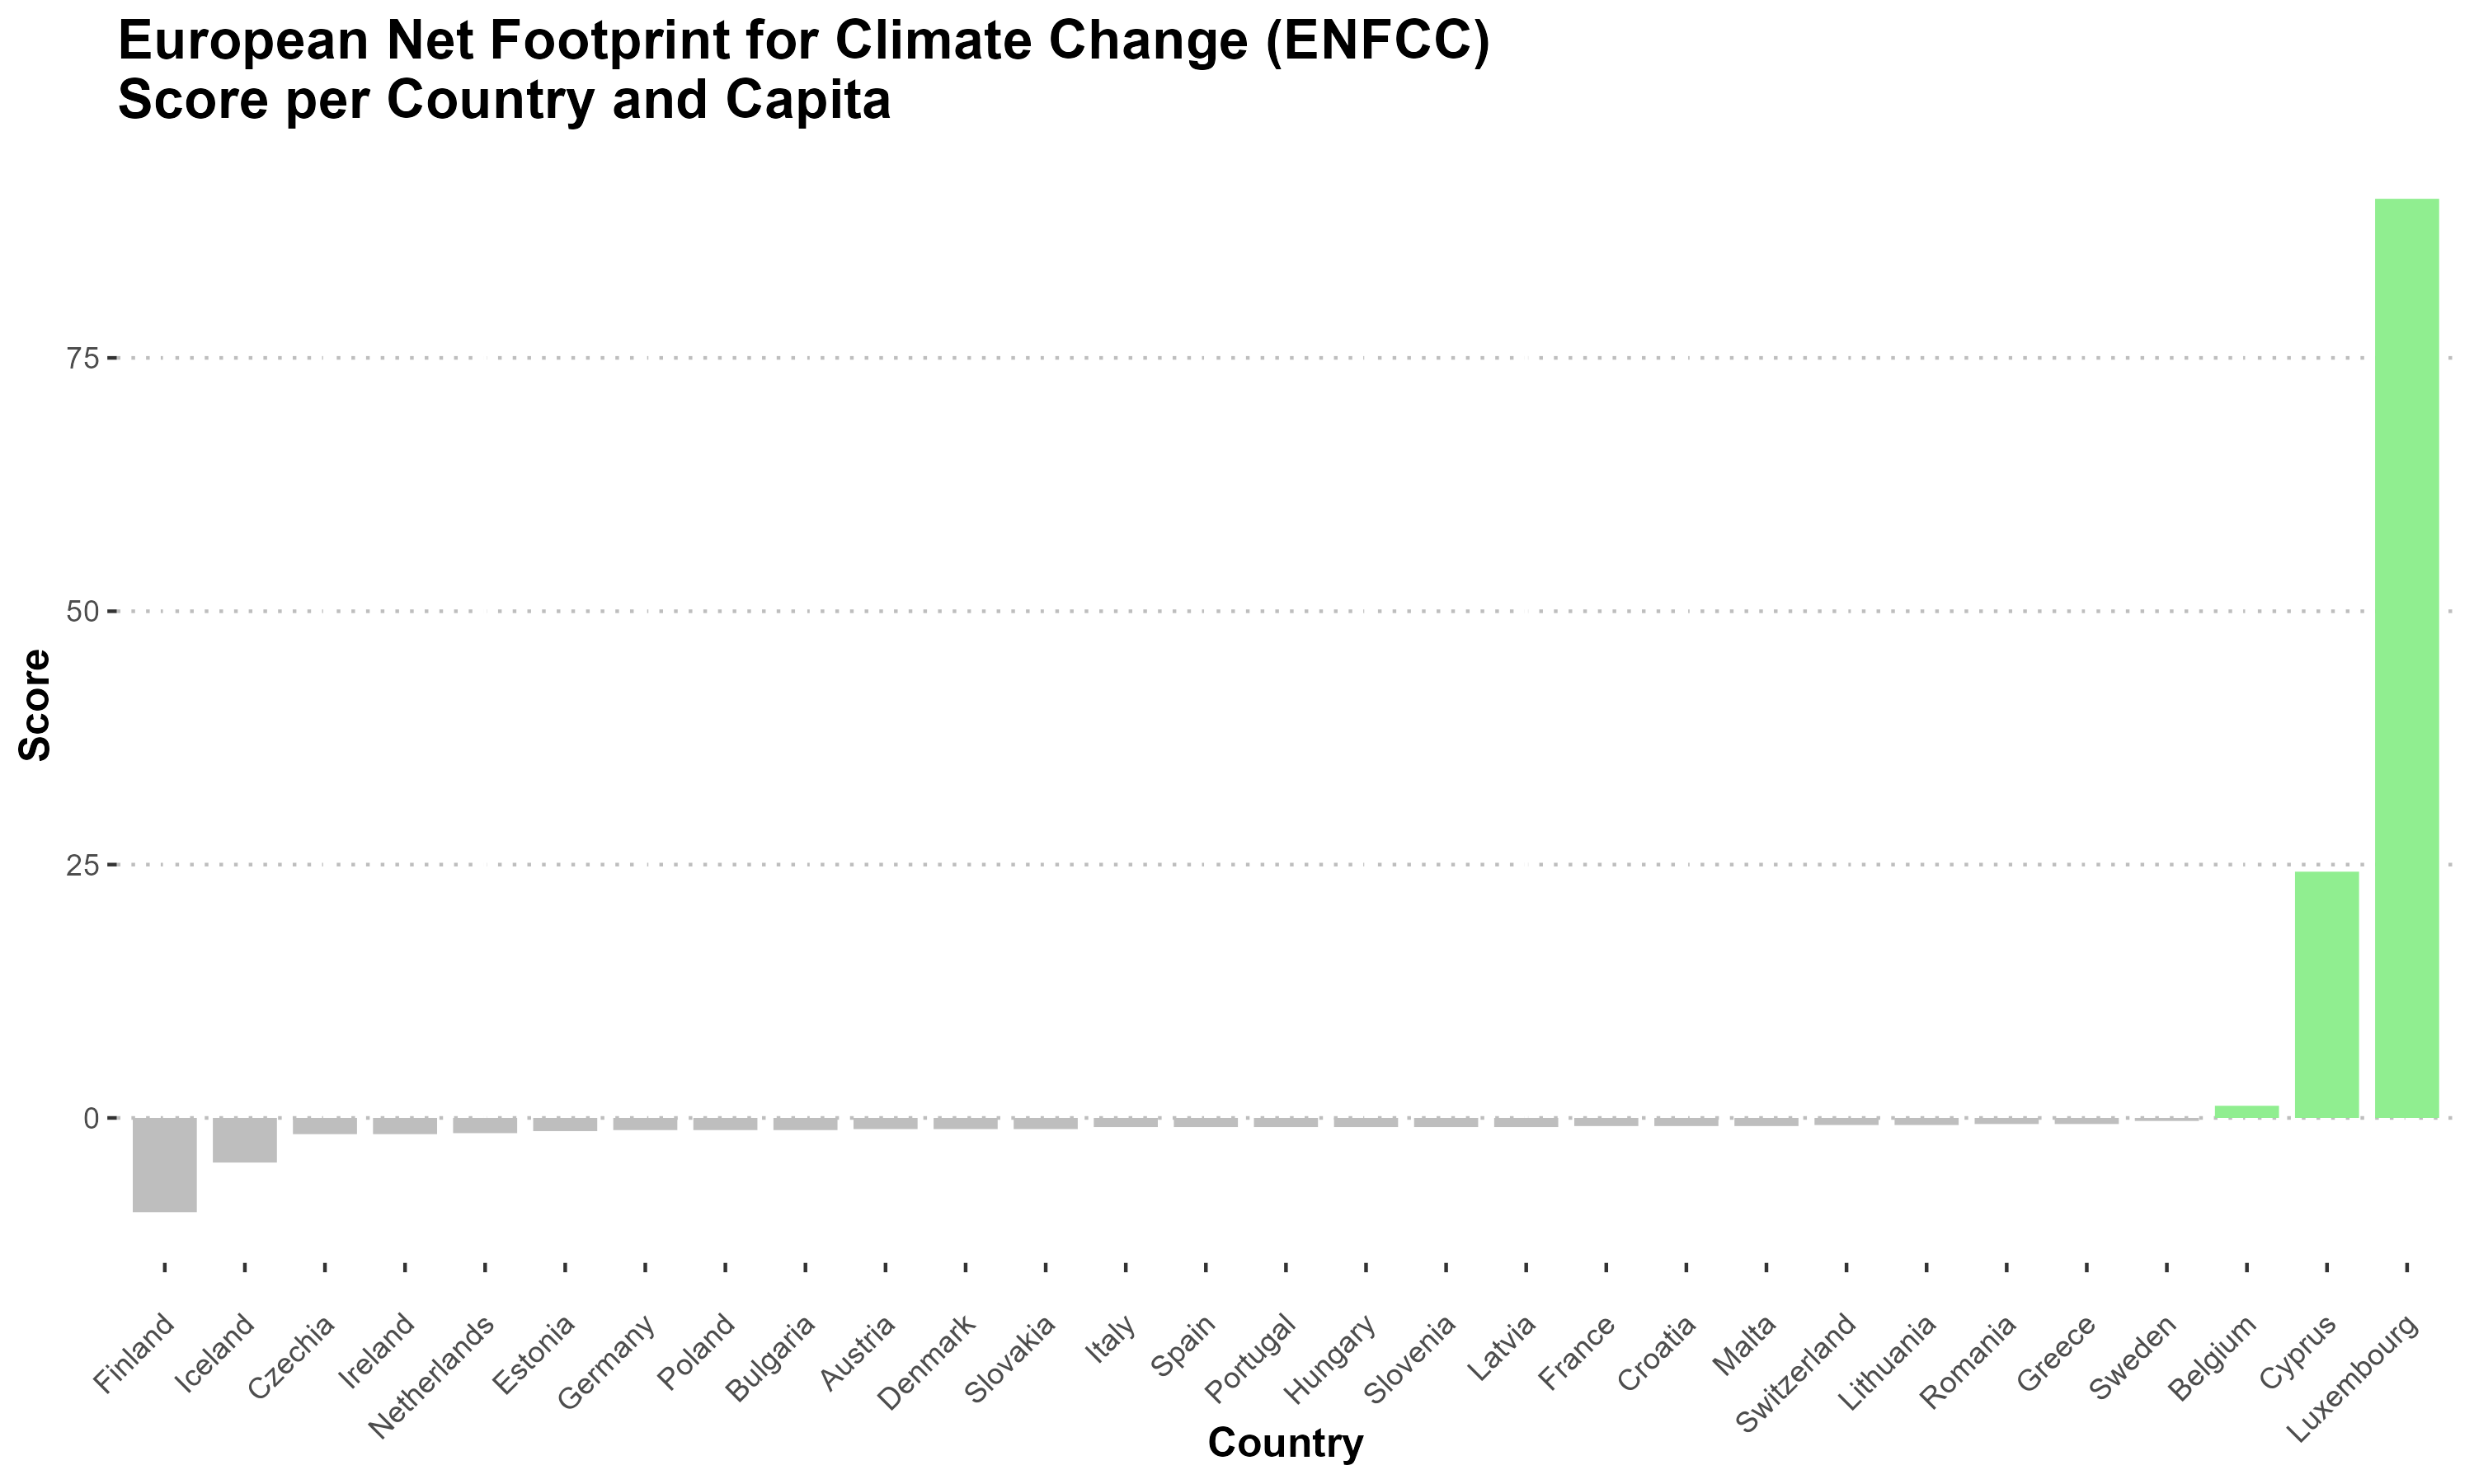 European Net Footprint for Climate Change (ENFCC)
Score per Country and Capita
75
50
25
0
Score
Finland
Iceland
Czechia
Ireland
Netherlands
Estonia
Germany
Poland
Bulgaria
Austria
Denmark
Slovakia
Italy
Spain
Portugal
Hungary
Slovenia
Latvia
France
Croatia
Malta
Switzerland
Lithuania
Romania
Greece
Sweden
Belgium
Cyprus
Luxembourg
Country